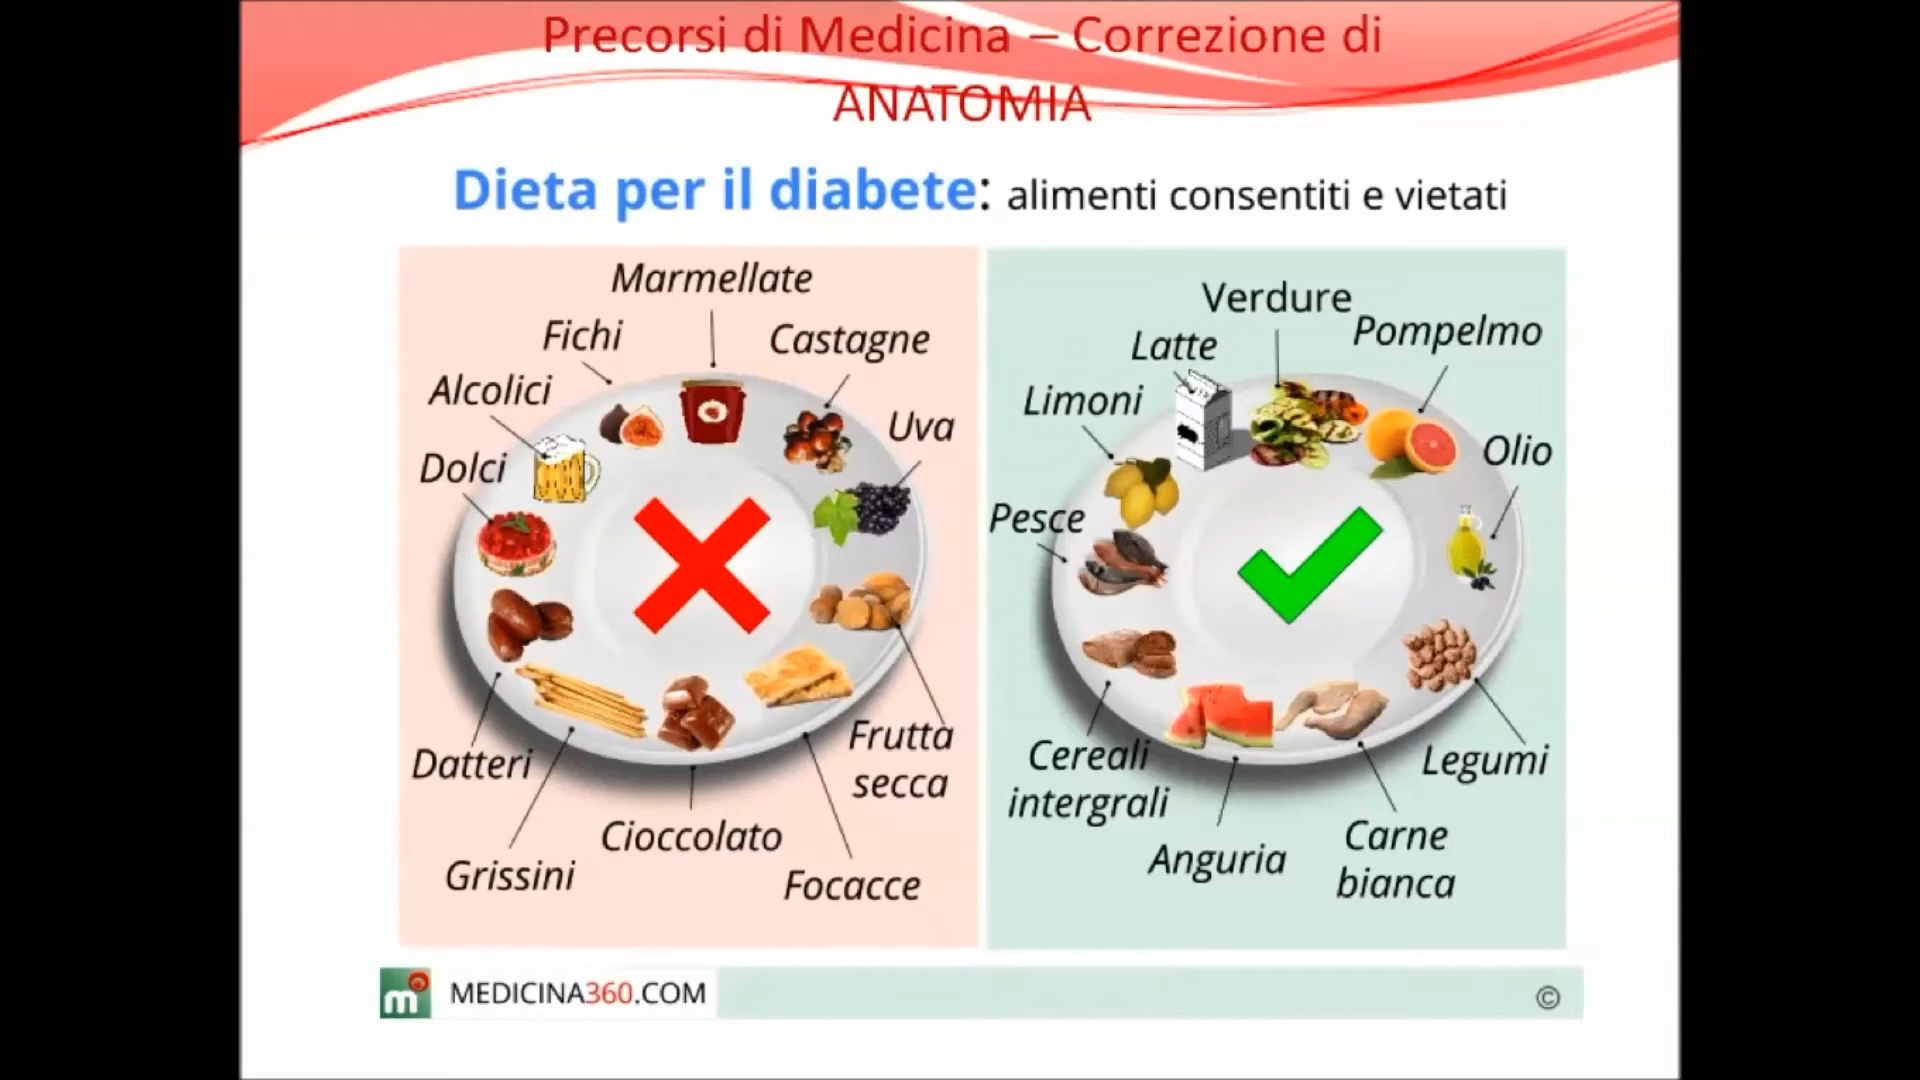 Precorsi di Medicina – Correzione di
ANATOMIA
Dieta per il diabete: alimenti consentiti e vietati
Marmellate
Fichi
Castagne
Alcolici
Uva
Dolci
Datteri
Frutta
secca
Cioccolato
Grissini
Focacce
Verdure
Pompelmo
Latte
Limoni
Olio
Pesce
Cereali
intergrali
Legumi
Anguria
Carne
bianca
m
MEDICINA360.COM
©